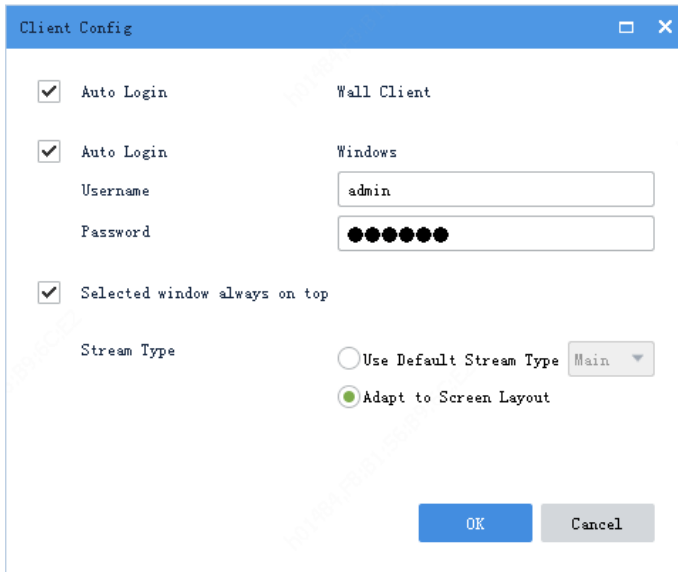 Client Config
Auto Login Wall Client
Auto Login Windows
Username admin
Password ●●●●●●
Selected window always on top
Stream Type Use Default Stream Type Main
Adapt to Screen Layout
OK Cancel